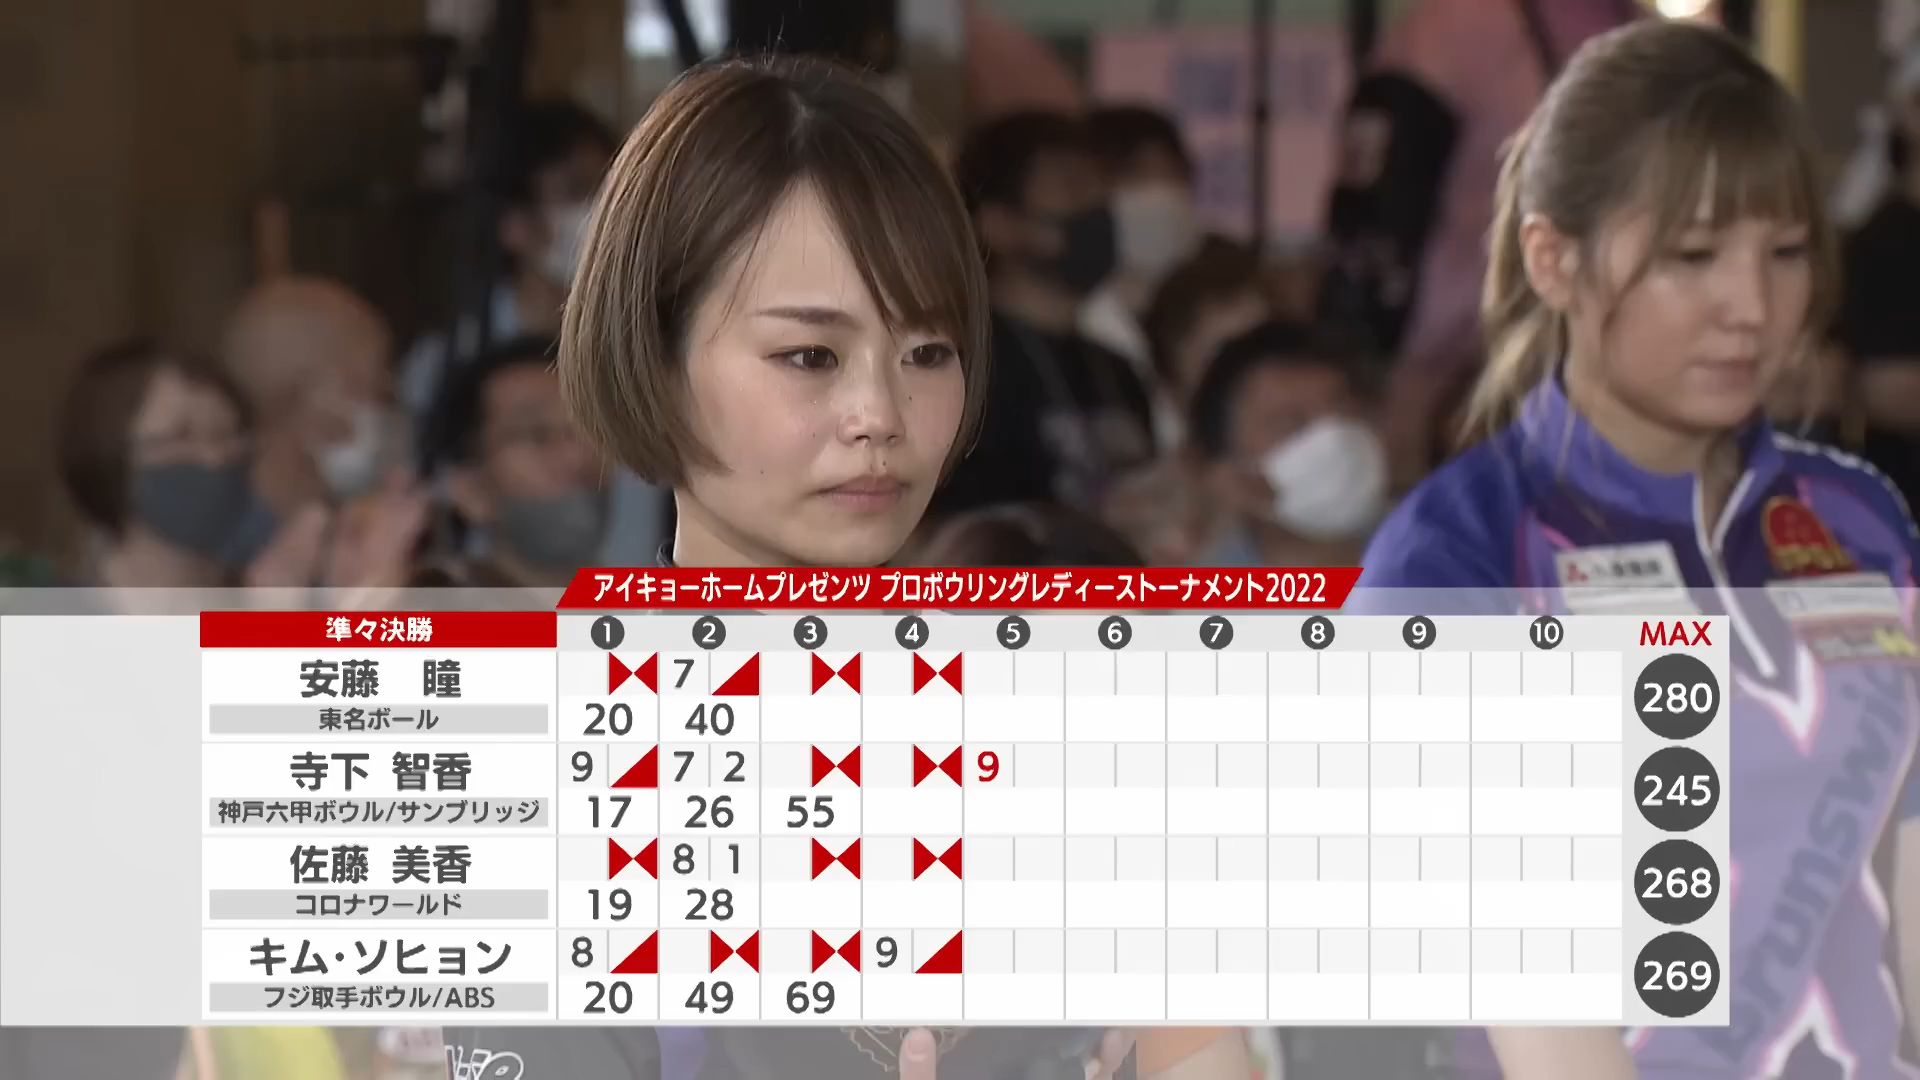 アイキョーホームプレゼンツ プロボウリングレディーストーナメント2022
準々決勝 1 2 3 4 5 6 7 8 9 10 MAX
安藤 瞳 7 280
東名ボール 20 40
寺下 智香 9 7 2 9 245
神戸六甲ボウル/サンブリッジ 17 26 55
佐藤 美香 8 1 268
コロナワールド 19 28
キム・ソヒョン 8 9 269
フジ取手ボウル/ABS 20 49 69
Brunswick